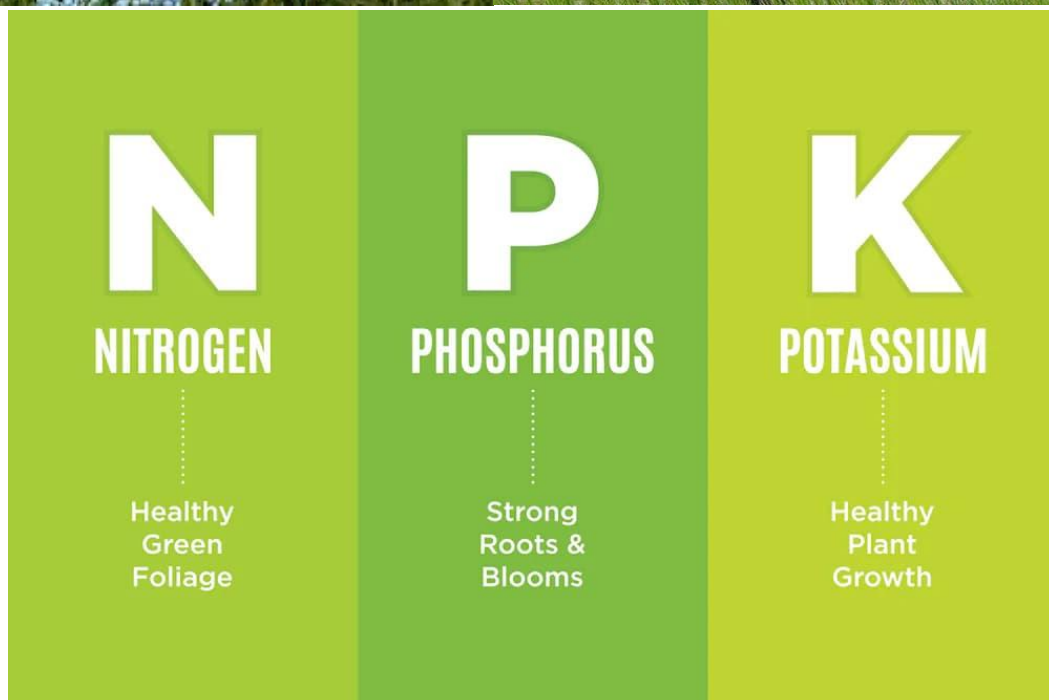 N
NITROGEN
Healthy
Green
Foliage
P
PHOSPHORUS
Strong
Roots &
Blooms
K
POTASSIUM
Healthy
Plant
Growth